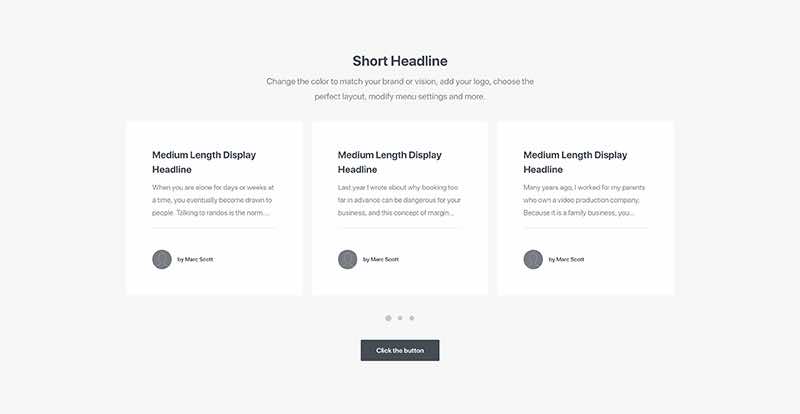 Short Headline
Change the color to match your brand or vision, add your logo, choose the
perfect layout, modify menu settings and more.
Medium Length Display
Headline
When you are alone for days or weeks at
a time, you eventually become drawn to
people. Talking to randos is the norm....
by Marc Scott
Medium Length Display
Headline
Last year I wrote about why booking too
far in advance can be dangerous for your
business, and this concept of margin...
by Marc Scott
Medium Length Display
Headline
Many years ago, I worked for my parents
who own a video production company.
Because it is a family business, you...
by Marc Scott
Click the button